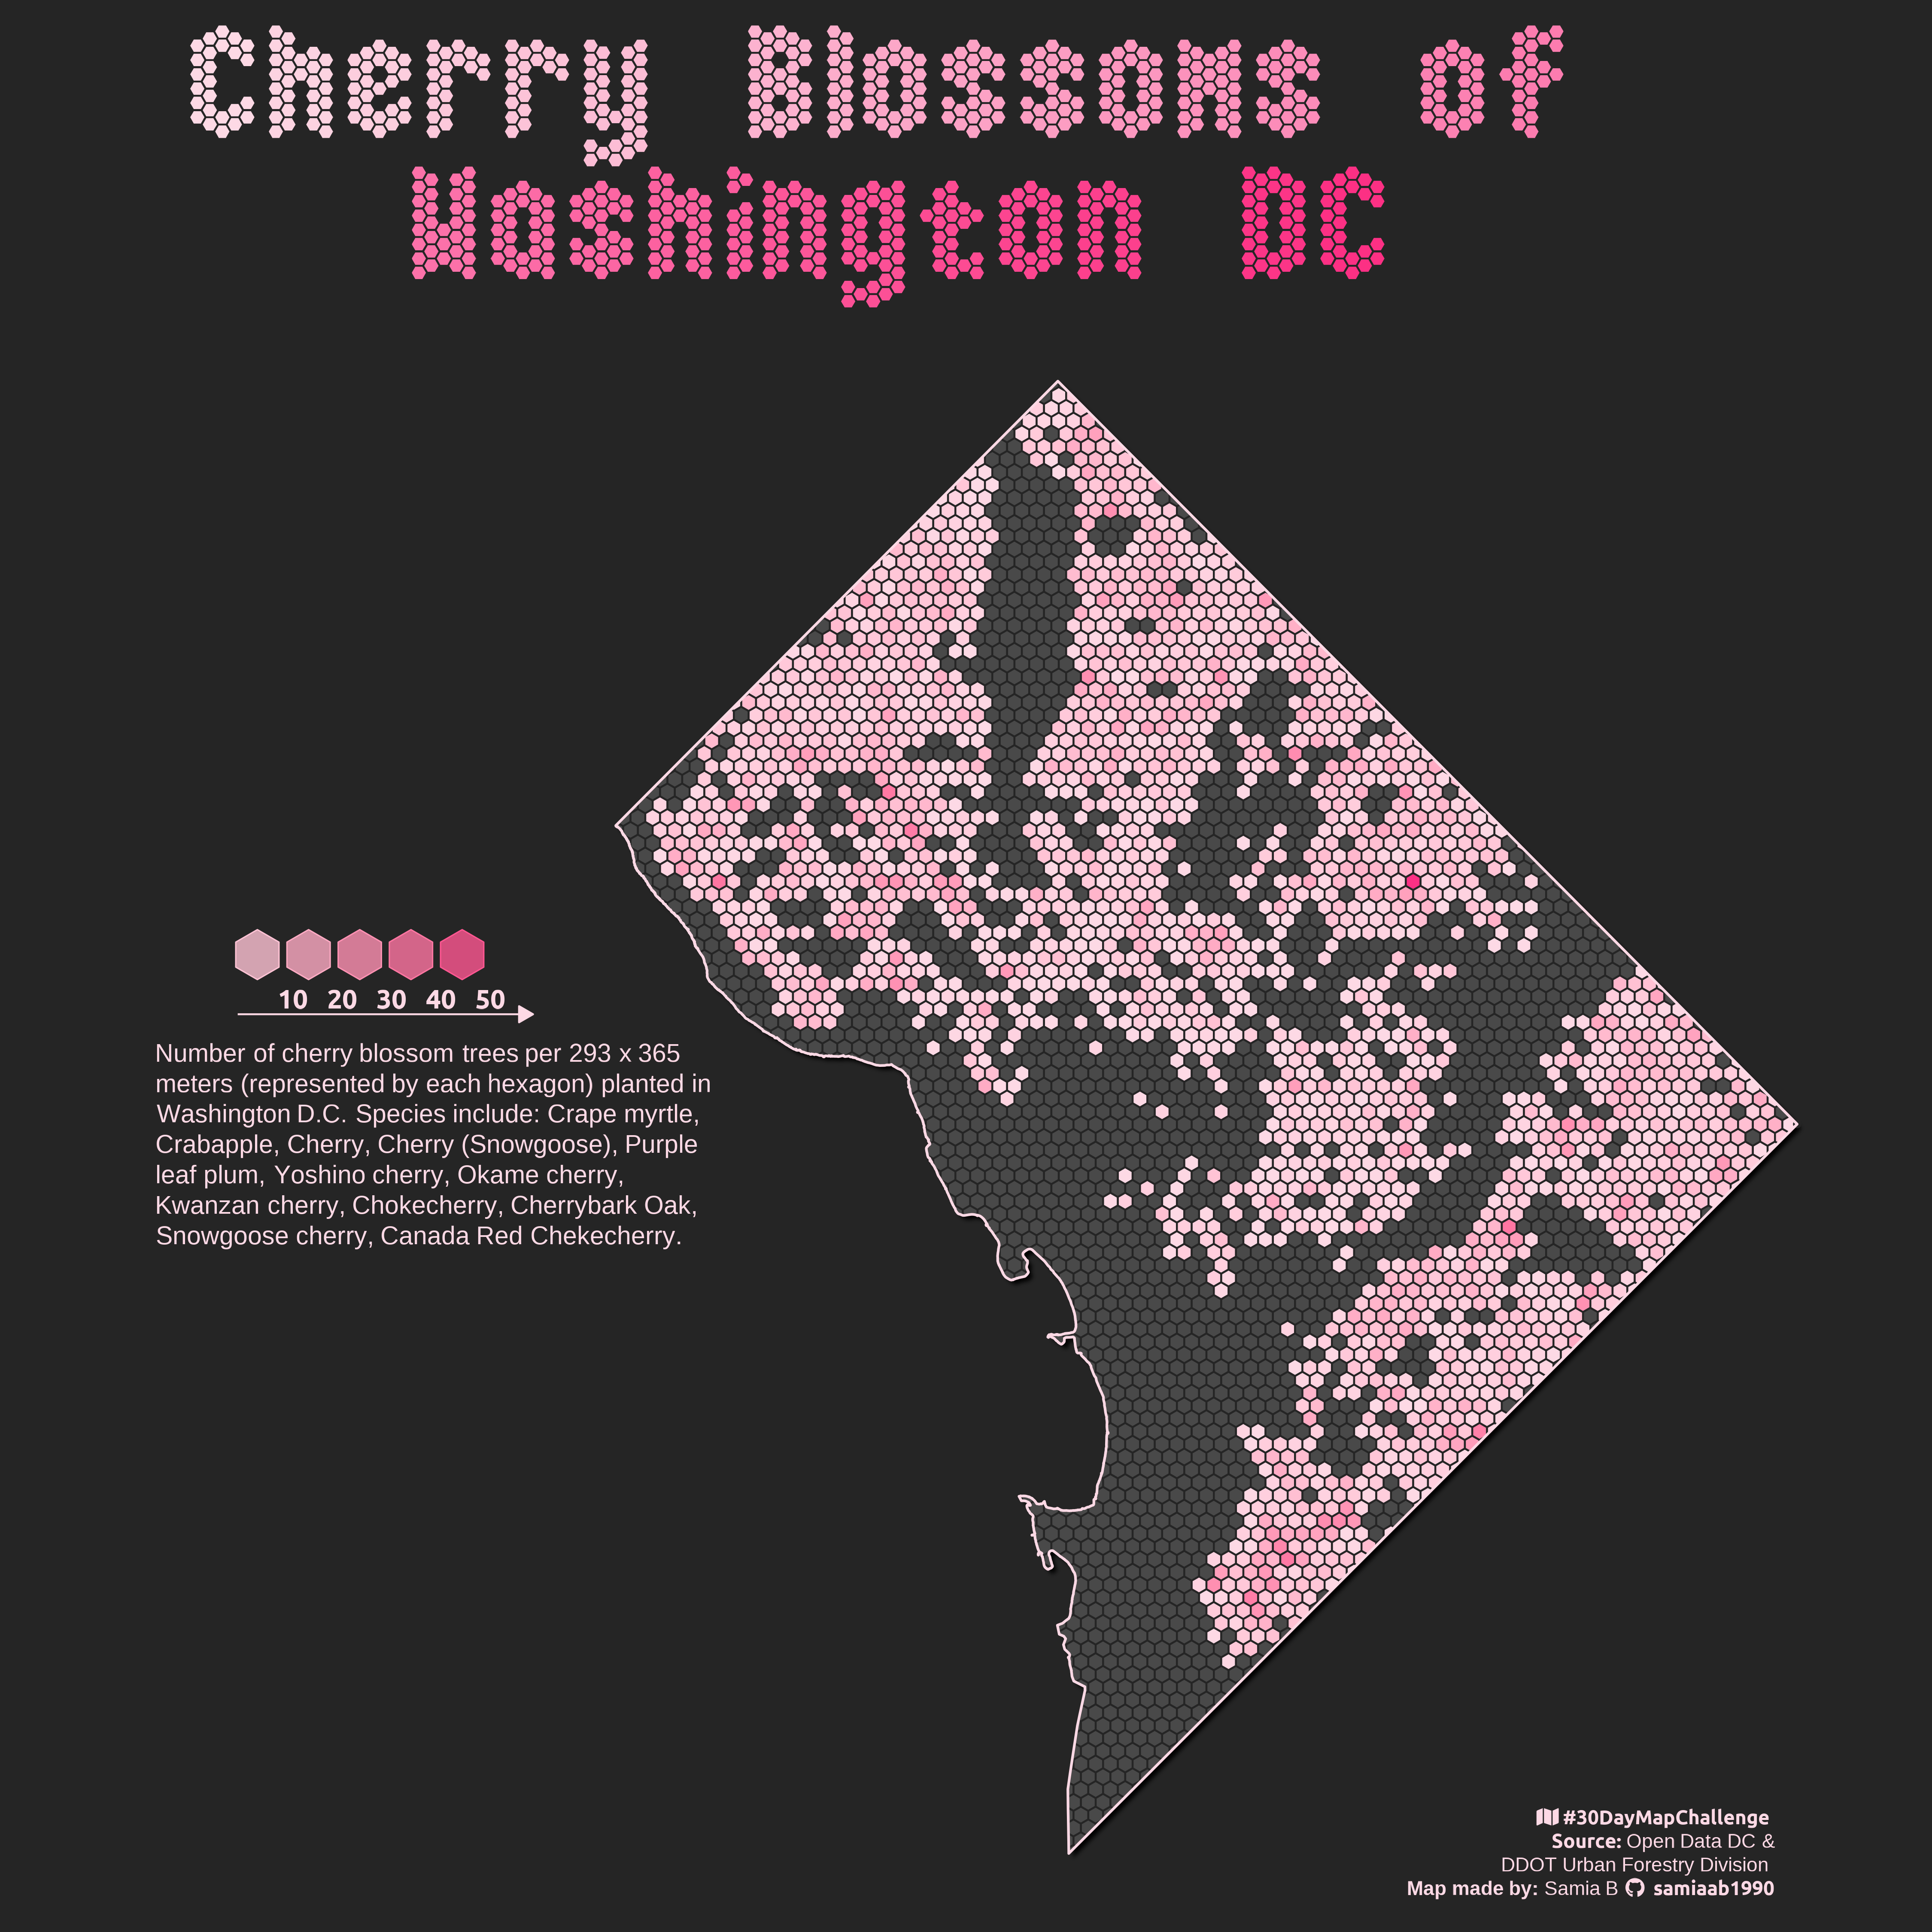 Cherry Blossoms of
Washington DC
10 20 30 40 50
Number of cherry blossom trees per 293 x 365
meters (represented by each hexagon) planted in
Washington D.C. Species include: Crape myrtle,
Crabapple, Cherry, Cherry (Snowgoose), Purple
leaf plum, Yoshino cherry, Okame cherry,
Kwanzan cherry, Chokecherry, Cherrybark Oak,
Snowgoose cherry, Canada Red Chekecherry.
#30DayMapChallenge
Source: Open Data DC &
DDOT Urban Forestry Division
Map made by: Samia B samiaab1990